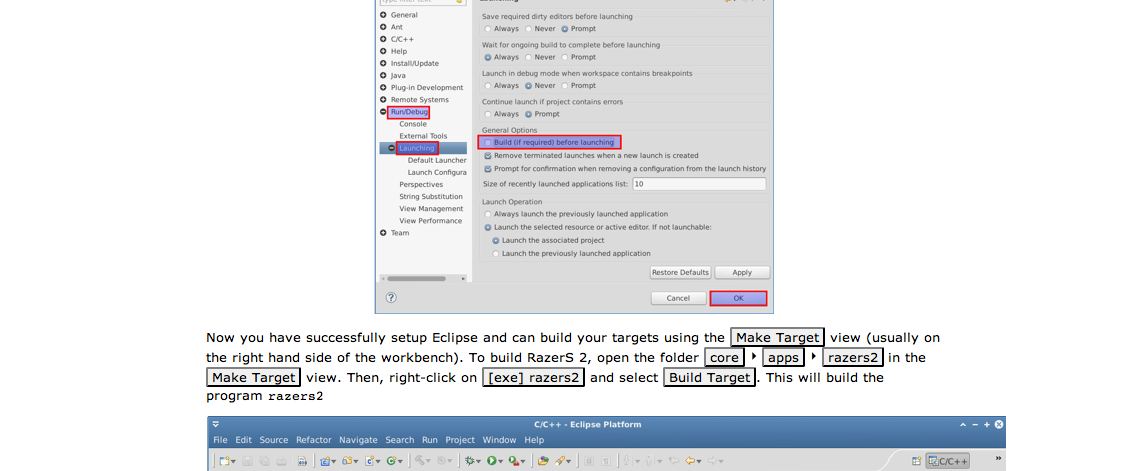 General
Ant
C/C++
Help
Install/Update
Java
Plug-in Development
Remote Systems
Run/Debug
Console
External Tools
Launching
Default Launcher
Launch Configura
Perspectives
String Substitution
View Management
View Performance
Team
Save required dirty editors before launching
Always Never Prompt
Wait for ongoing build to complete before launching
Always Never Prompt
Launch in debug mode when workspace contains breakpoints
Always Never Prompt
Continue launch if project contains errors
Always Prompt
General Options
Build (if required) before launching
Remove terminated launches when a new launch is created
Prompt for confirmation when removing a configuration from the launch history
Size of recently launched applications list: 10
Launch Operation
Always launch the previously launched application
Launch the selected resource or active editor. If not launchable:
Launch the associated project
Launch the previously launched application
Restore Defaults Apply
? Cancel OK
Now you have successfully setup Eclipse and can build your targets using the Make Target view (usually on
the right hand side of the workbench). To build RazerS 2, open the folder core ‣ apps ‣ razers2 in the
Make Target view. Then, right-click on [exe] razers2 and select Build Target. This will build the
program razers2
C/C++ - Eclipse Platform
File Edit Source Refactor Navigate Search Run Project Window Help
C/C++ »